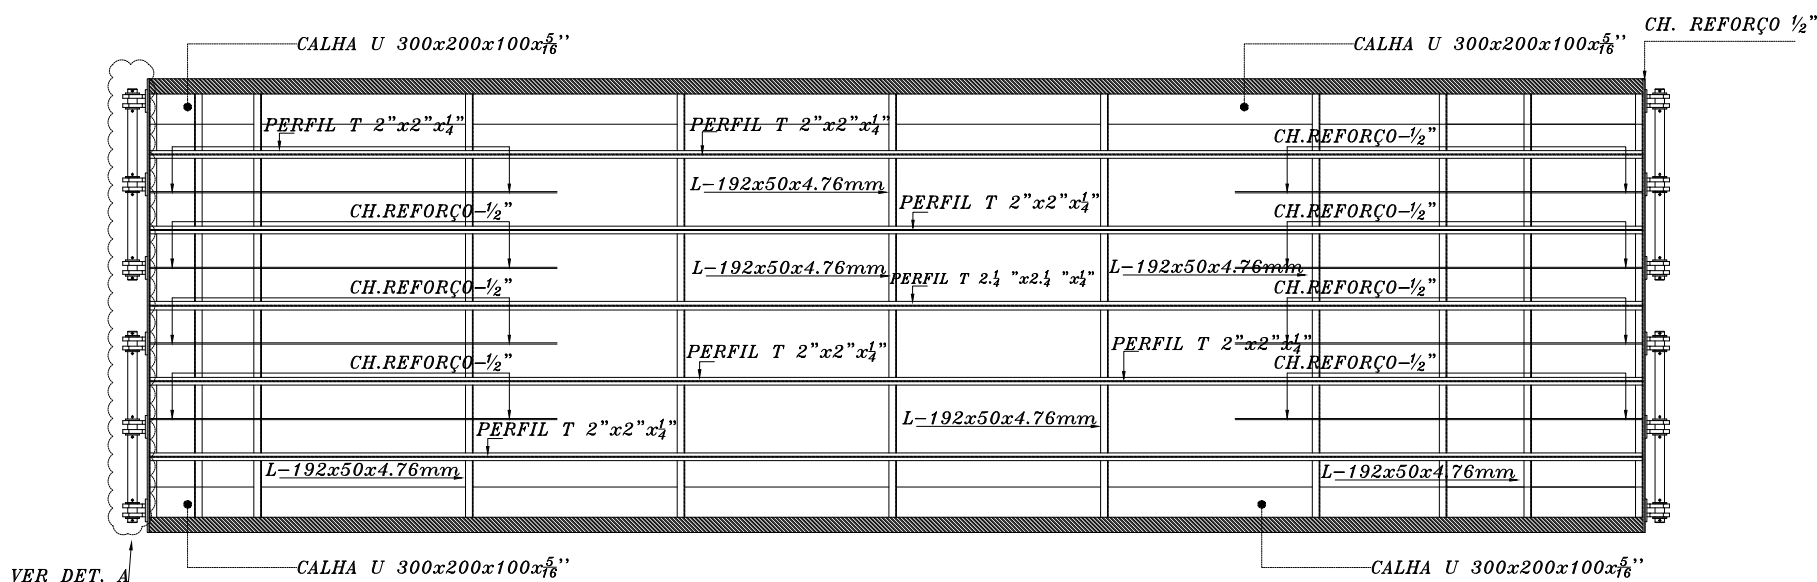 CH. REFORÇO 1/2"
CALHA U 300x200x100x5/16''
CALHA U 300x200x100x5/16''
PERFIL T 2"x2"x1/4"
PERFIL T 2"x2"x1/4"
CH.REFORÇO-1/2"
L-192x50x4.76mm
CH.REFORÇO-1/2"
PERFIL T 2"x2"x1/4"
CH.REFORÇO-1/2"
L-192x50x4.76mm
L-192x50x4.76mm
PERFIL T 2.1/4 "x2.1/4 "x1/4"
CH.REFORÇO-1/2"
CH.REFORÇO-1/2"
PERFIL T 2"x2"x1/4"
PERFIL T 2"x2"x1/4"
CH.REFORÇO-1/2"
CH.REFORÇO-1/2"
L-192x50x4.76mm
PERFIL T 2"x2"x1/4"
L-192x50x4.76mm
L-192x50x4.76mm
CALHA U 300x200x100x5/16''
CALHA U 300x200x100x5/16''
VER DET. A